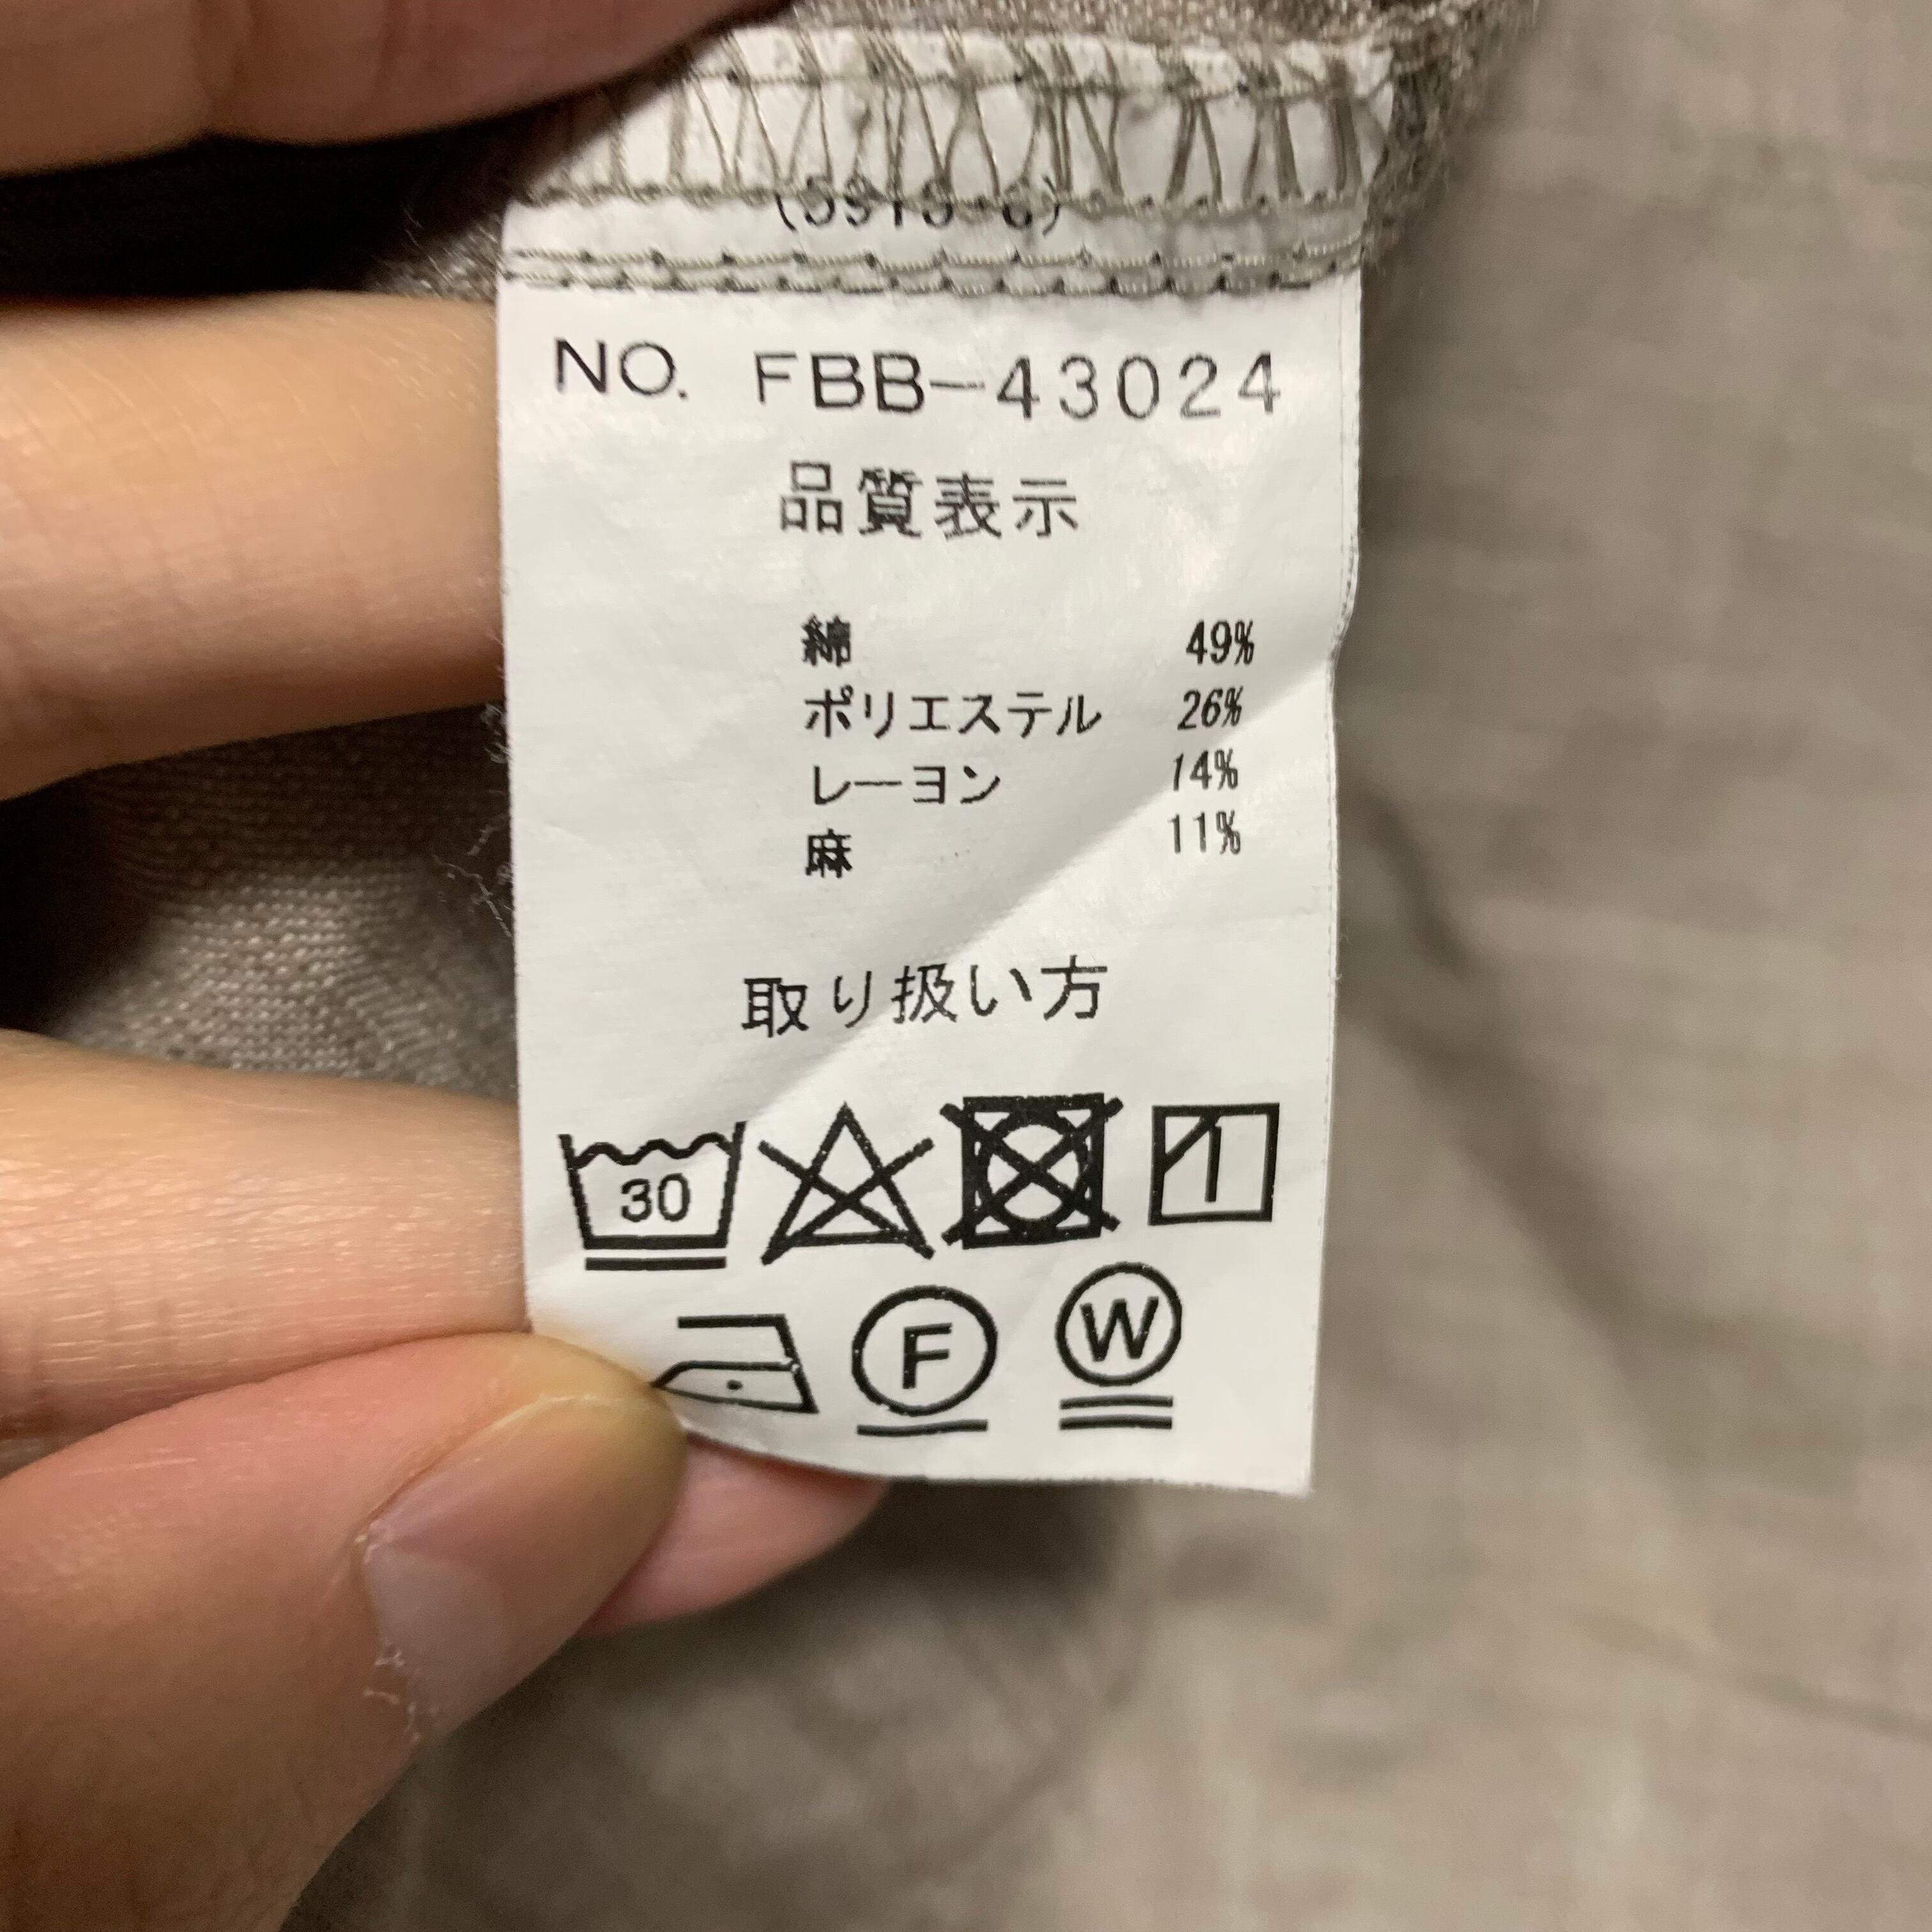 NO. FBB-43024
品質表示
綿 49%
ポリエステル 26%
レーヨン 14%
麻 11%
取り扱い方
30
F W